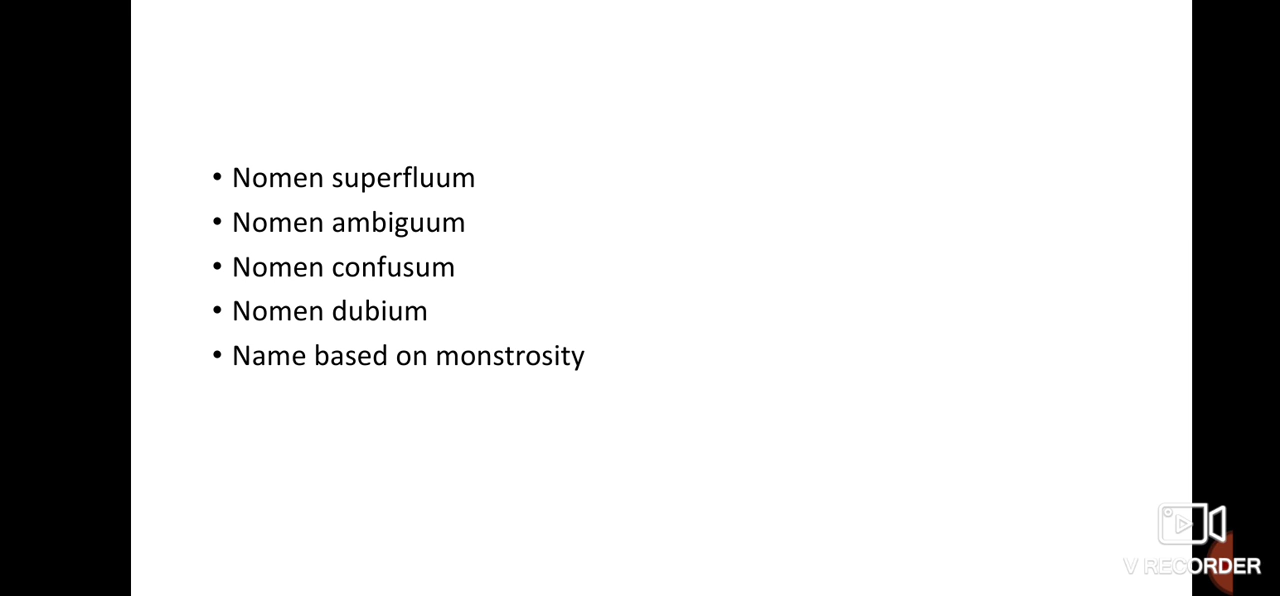 • Nomen superfluum
• Nomen ambiguum
• Nomen confusum
• Nomen dubium
• Name based on monstrosity
V RECORDER